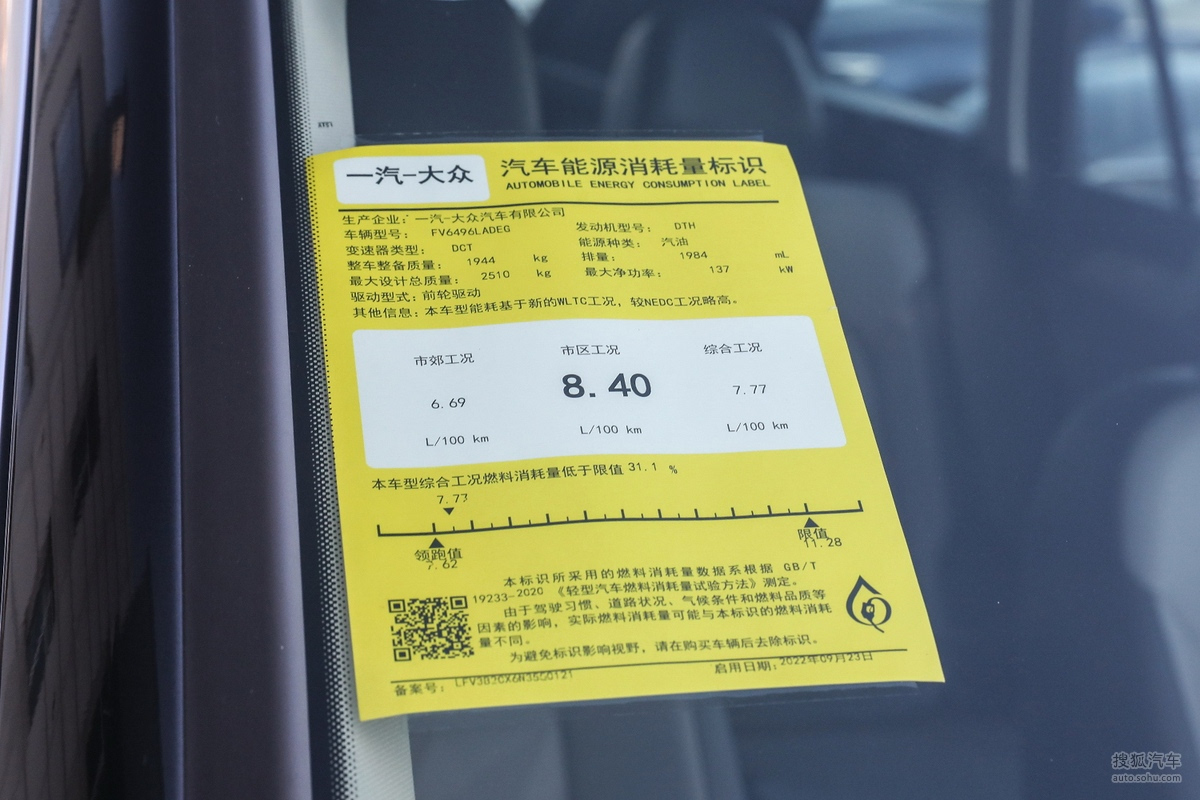 一汽-大众
汽车能源消耗量标识
AUTOMOBILE ENERGY CONSUMPTION LABEL
生产企业: 一汽-大众汽车有限公司
车辆型号: FV6496LADEG 发动机型号: DTH
变速器类型: DCT 能源种类: 汽油
整车整备质量: 1944 kg 排量: 1984 mL
最大设计总质量: 2510 kg 最大净功率: 137 kW
驱动型式: 前轮驱动
其他信息: 本车型能耗基于新的WLTC工况，较NEDC工况略高。
市郊工况 市区工况 综合工况
6.69 8.40 7.77
L/100 km L/100 km L/100 km
本车型综合工况燃料消耗量低于限值 31.1 %
7.77
领跑值 限值
7.62 11.28
本标识所采用的燃料消耗量数据系根据 GB/T
19233-2020 《轻型汽车燃料消耗量试验方法》测定。
由于驾驶习惯、道路状况、气候条件和燃料品质等
因素的影响，实际燃料消耗量可能与本标识的燃料消耗
量不同。
为避免标识影响视野，请在购买车辆后去除标识。
备案号: 启用日期: 2022年09月23日
搜狐汽车
auto.sohu.com